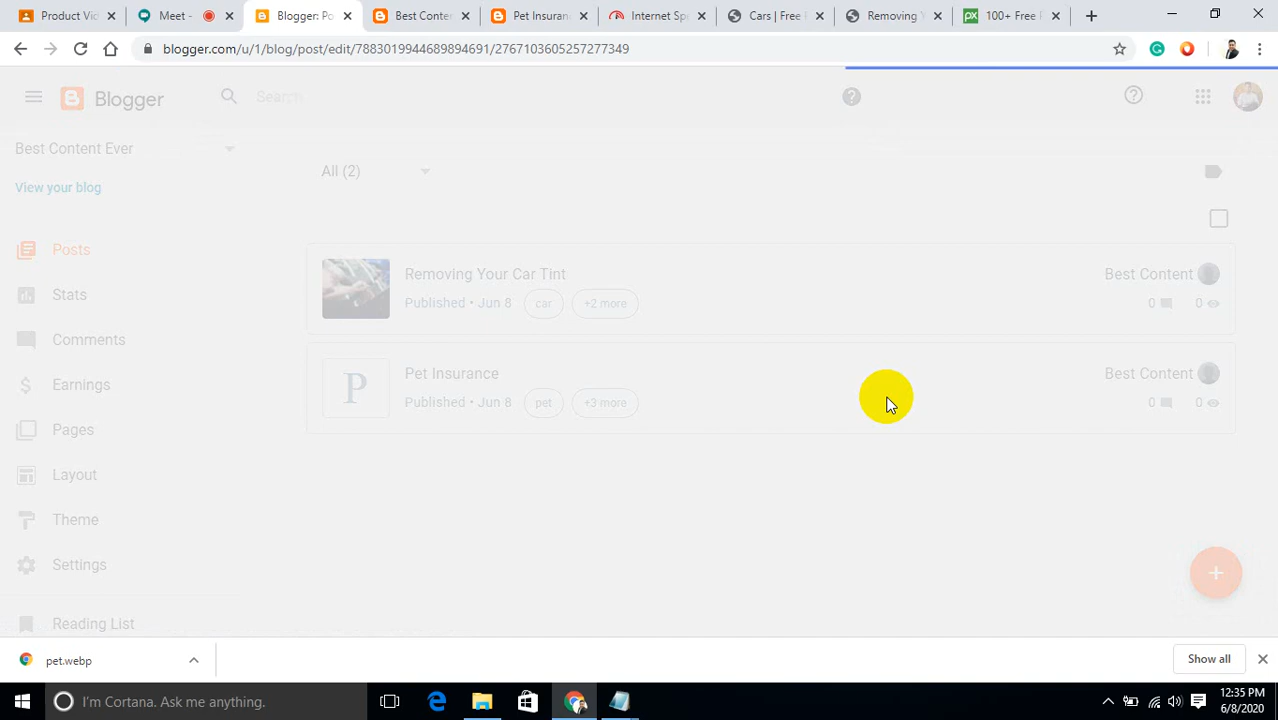 Product Vid
Meet -
Blogger: Po
Best Conten
Pet Insuran
Internet Spe
Cars | Free P
Removing Y
100+ Free P
blogger.com/u/1/blog/post/edit/7883019944689894691/2767103605257277349
Blogger
Search
Best Content Ever
All (2)
View your blog
Posts
Removing Your Car Tint
Best Content
Published • Jun 8
car
+2 more
0
0
Stats
Comments
P
Pet Insurance
Best Content
Published • Jun 8
pet
+3 more
0
0
Earnings
Pages
Layout
Theme
Settings
Reading List
pet.webp
Show all
I'm Cortana. Ask me anything.
12:35 PM
6/8/2020